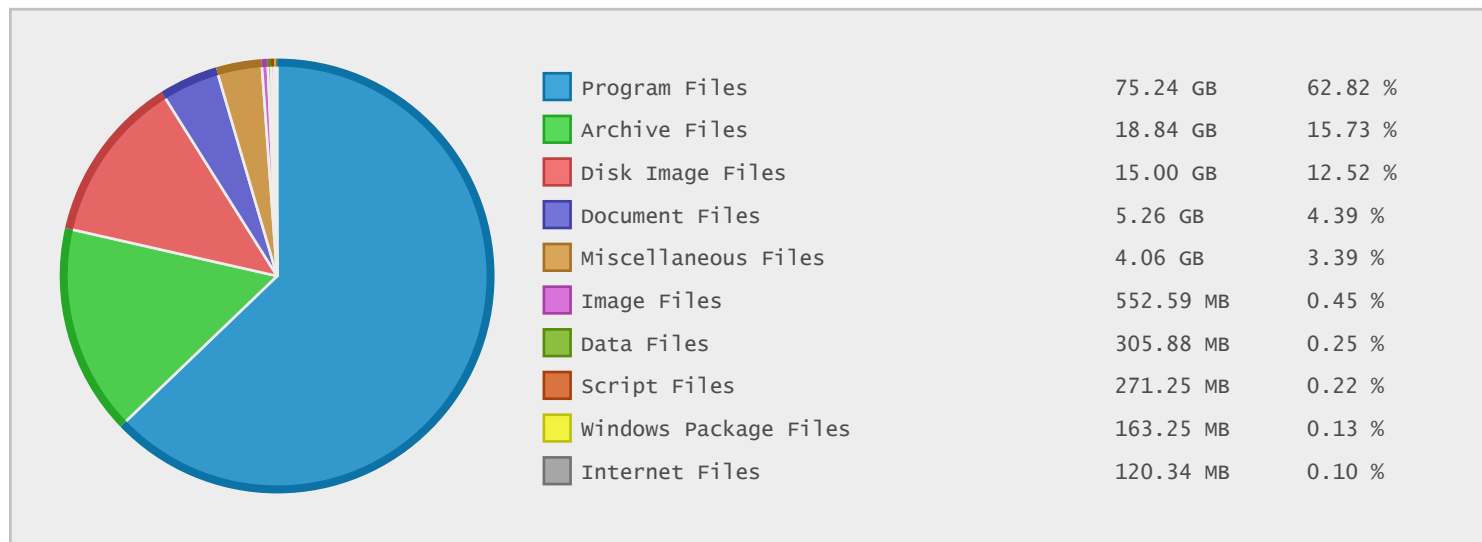 Program Files 75.24 GB 62.82 %
Archive Files 18.84 GB 15.73 %
Disk Image Files 15.00 GB 12.52 %
Document Files 5.26 GB 4.39 %
Miscellaneous Files 4.06 GB 3.39 %
Image Files 552.59 MB 0.45 %
Data Files 305.88 MB 0.25 %
Script Files 271.25 MB 0.22 %
Windows Package Files 163.25 MB 0.13 %
Internet Files 120.34 MB 0.10 %